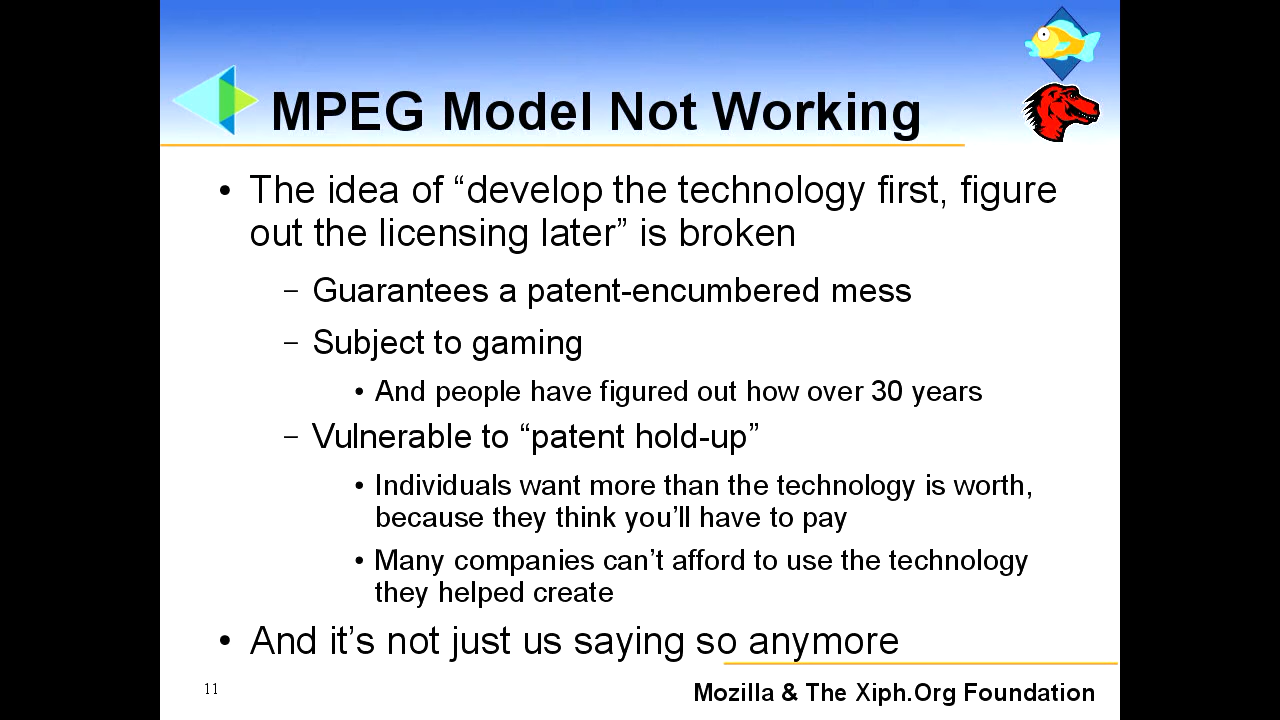 MPEG Model Not Working
• The idea of “develop the technology first, figure
out the licensing later” is broken
– Guarantees a patent-encumbered mess
– Subject to gaming
• And people have figured out how over 30 years
– Vulnerable to “patent hold-up”
• Individuals want more than the technology is worth,
because they think you’ll have to pay
• Many companies can’t afford to use the technology
they helped create
• And it’s not just us saying so anymore
11
Mozilla & The Xiph.Org Foundation